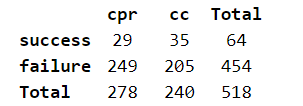 cpr cc Total
success 29 35 64
failure 249 205 454
Total 278 240 518